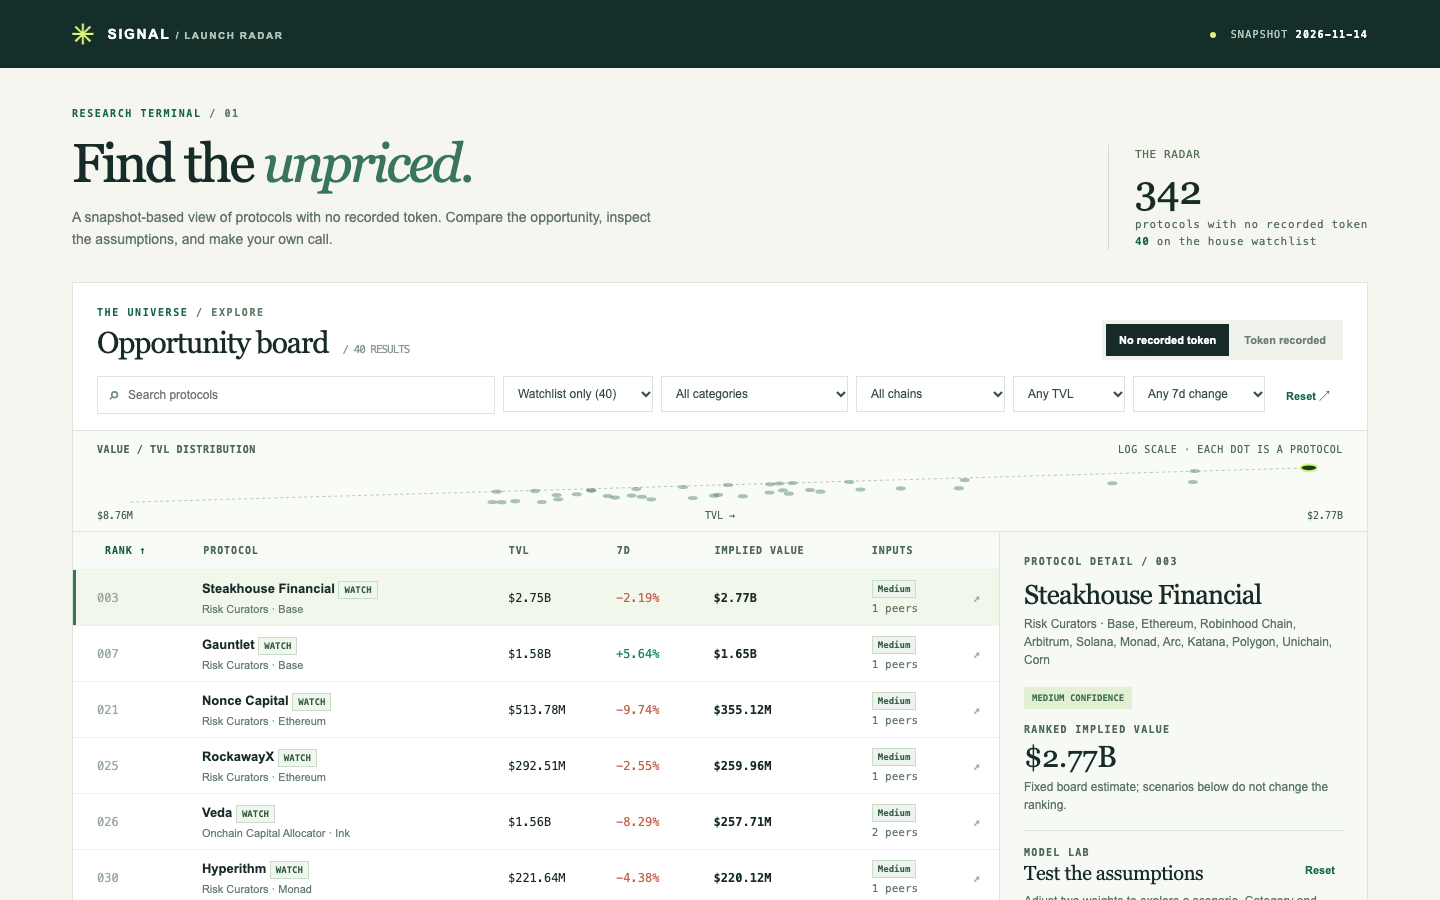 SIGNAL / LAUNCH RADAR
SNAPSHOT 2026-11-14
RESEARCH TERMINAL / 01
Find the unpriced.
A snapshot-based view of protocols with no recorded token. Compare the opportunity, inspect
the assumptions, and make your own call.
THE RADAR
342
protocols with no recorded token
40 on the house watchlist
THE UNIVERSE / EXPLORE
Opportunity board / 40 RESULTS
No recorded token
Token recorded
Search protocols
Watchlist only (40)
All categories
All chains
Any TVL
Any 7d change
Reset ↗
VALUE / TVL DISTRIBUTION
LOG SCALE · EACH DOT IS A PROTOCOL
$8.76M
TVL →
$2.77B
RANK ↑ PROTOCOL TVL 7D IMPLIED VALUE INPUTS
003 Steakhouse Financial WATCH $2.75B −2.19% $2.77B Medium ↗
Risk Curators · Base 1 peers
007 Gauntlet WATCH $1.58B +5.64% $1.65B Medium ↗
Risk Curators · Base 1 peers
021 Nonce Capital WATCH $513.78M −9.74% $355.12M Medium ↗
Risk Curators · Ethereum 1 peers
025 RockawayX WATCH $292.51M −2.55% $259.96M Medium ↗
Risk Curators · Ethereum 1 peers
026 Veda WATCH $1.56B −8.29% $257.71M Medium ↗
Onchain Capital Allocator · Ink 2 peers
030 Hyperithm WATCH $221.64M −4.38% $220.12M Medium ↗
Risk Curators · Monad 1 peers
PROTOCOL DETAIL / 003
Steakhouse Financial
Risk Curators · Base, Ethereum, Robinhood Chain,
Arbitrum, Solana, Monad, Arc, Katana, Polygon, Unichain,
Corn
MEDIUM CONFIDENCE
RANKED IMPLIED VALUE
$2.77B
Fixed board estimate; scenarios below do not change the
ranking.
MODEL LAB
Test the assumptions
Reset
Adjust two weights to explore a scenario. Category and